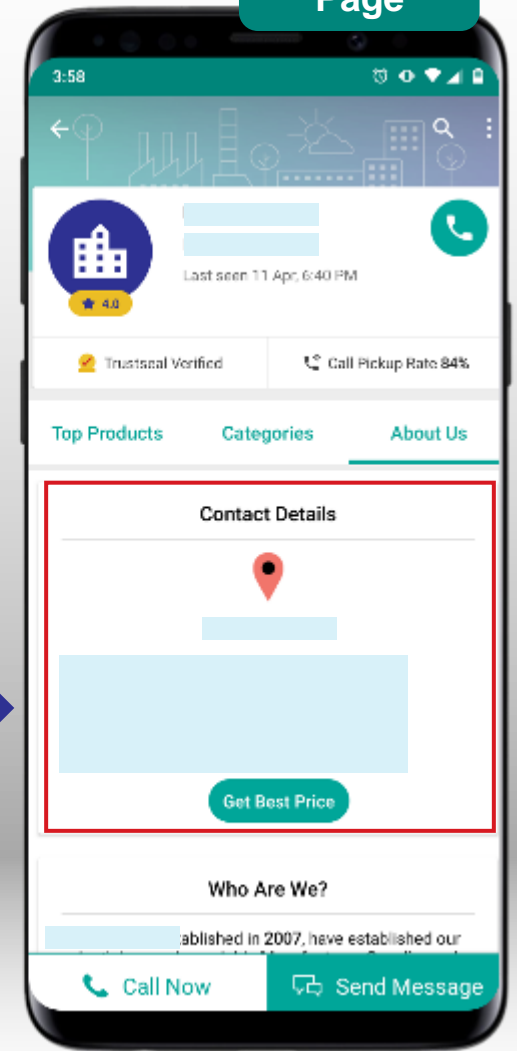 Page
3:58
Last seen 11 Apr, 6:40 PM
4.0
Trustseal Verified
Call Pickup Rate 84%
Top Products
Categories
About Us
Contact Details
Get Best Price
Who Are We?
tablished in 2007, have established our
Call Now
Send Message